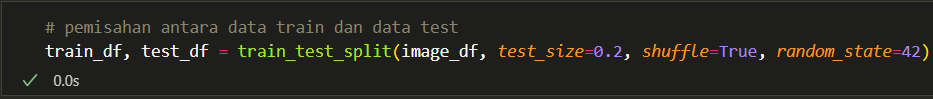 # pemisahan antara data train dan data test
train_df, test_df = train_test_split(image_df, test_size=0.2, shuffle=True, random_state=42)
0.0s